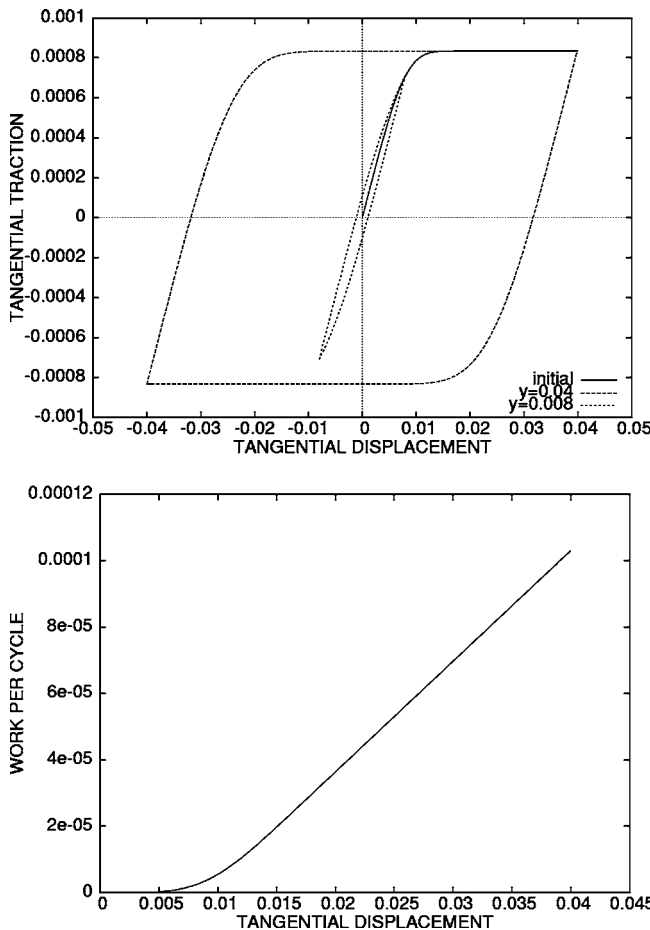 0.001
0.0008
0.0006
0.0004
0.0002
0
-0.0002
-0.0004
-0.0006
-0.0008
-0.001
TANGENTIAL TRACTION
initial
y=0.04
y=0.008
-0.05 -0.04 -0.03 -0.02 -0.01 0 0.01 0.02 0.03 0.04 0.05
TANGENTIAL DISPLACEMENT
0.00012
0.0001
8e-05
6e-05
4e-05
2e-05
0
WORK PER CYCLE
0 0.005 0.01 0.015 0.02 0.025 0.03 0.035 0.04 0.045
TANGENTIAL DISPLACEMENT